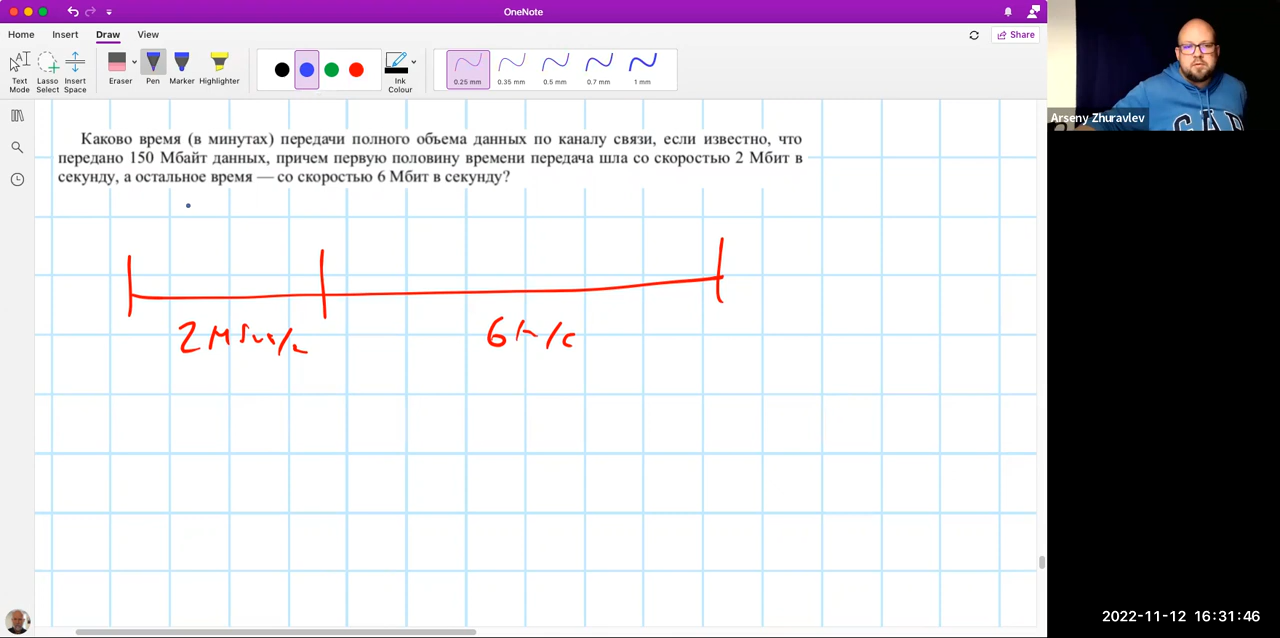 OneNote
Home
Insert
Draw
View
Share
Text Mode
Lasso Select
Insert Space
Eraser
Pen
Marker
Highlighter
Ink Colour
0.25 mm
0.35 mm
0.5 mm
0.7 mm
1 mm
Arseny Zhuravlev
Каково время (в минутах) передачи полного объема данных по каналу связи, если известно, что
передано 150 Мбайт данных, причем первую половину времени передача шла со скоростью 2 Мбит в
секунду, а остальное время — со скоростью 6 Мбит в секунду?
2 Мбит/с
6 М/с
2022-11-12 16:31:46